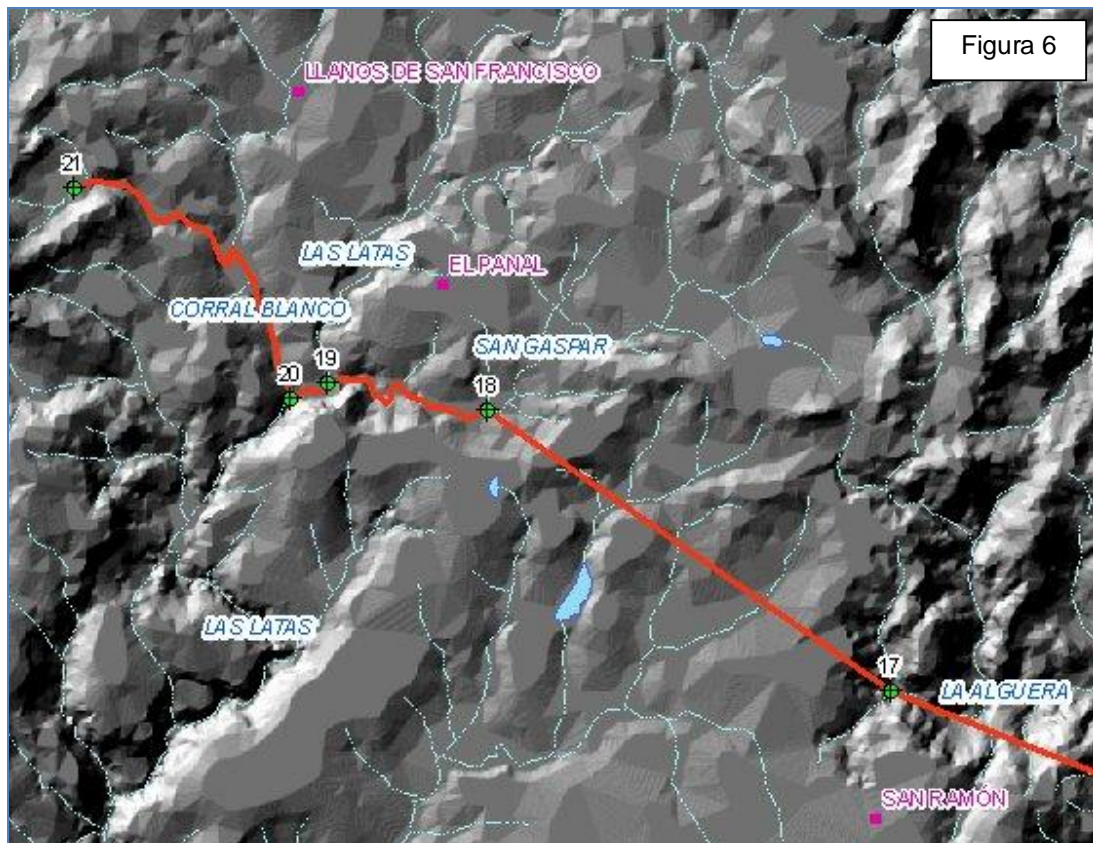 Figura 6
LLANOS DE SAN FRANCISCO
21
LAS LATAS
EL PANAL
CORRAL BLANCO
SAN GASPAR
19
20
18
LAS LATAS
17
LA ALGUERA
SAN RAMÓN